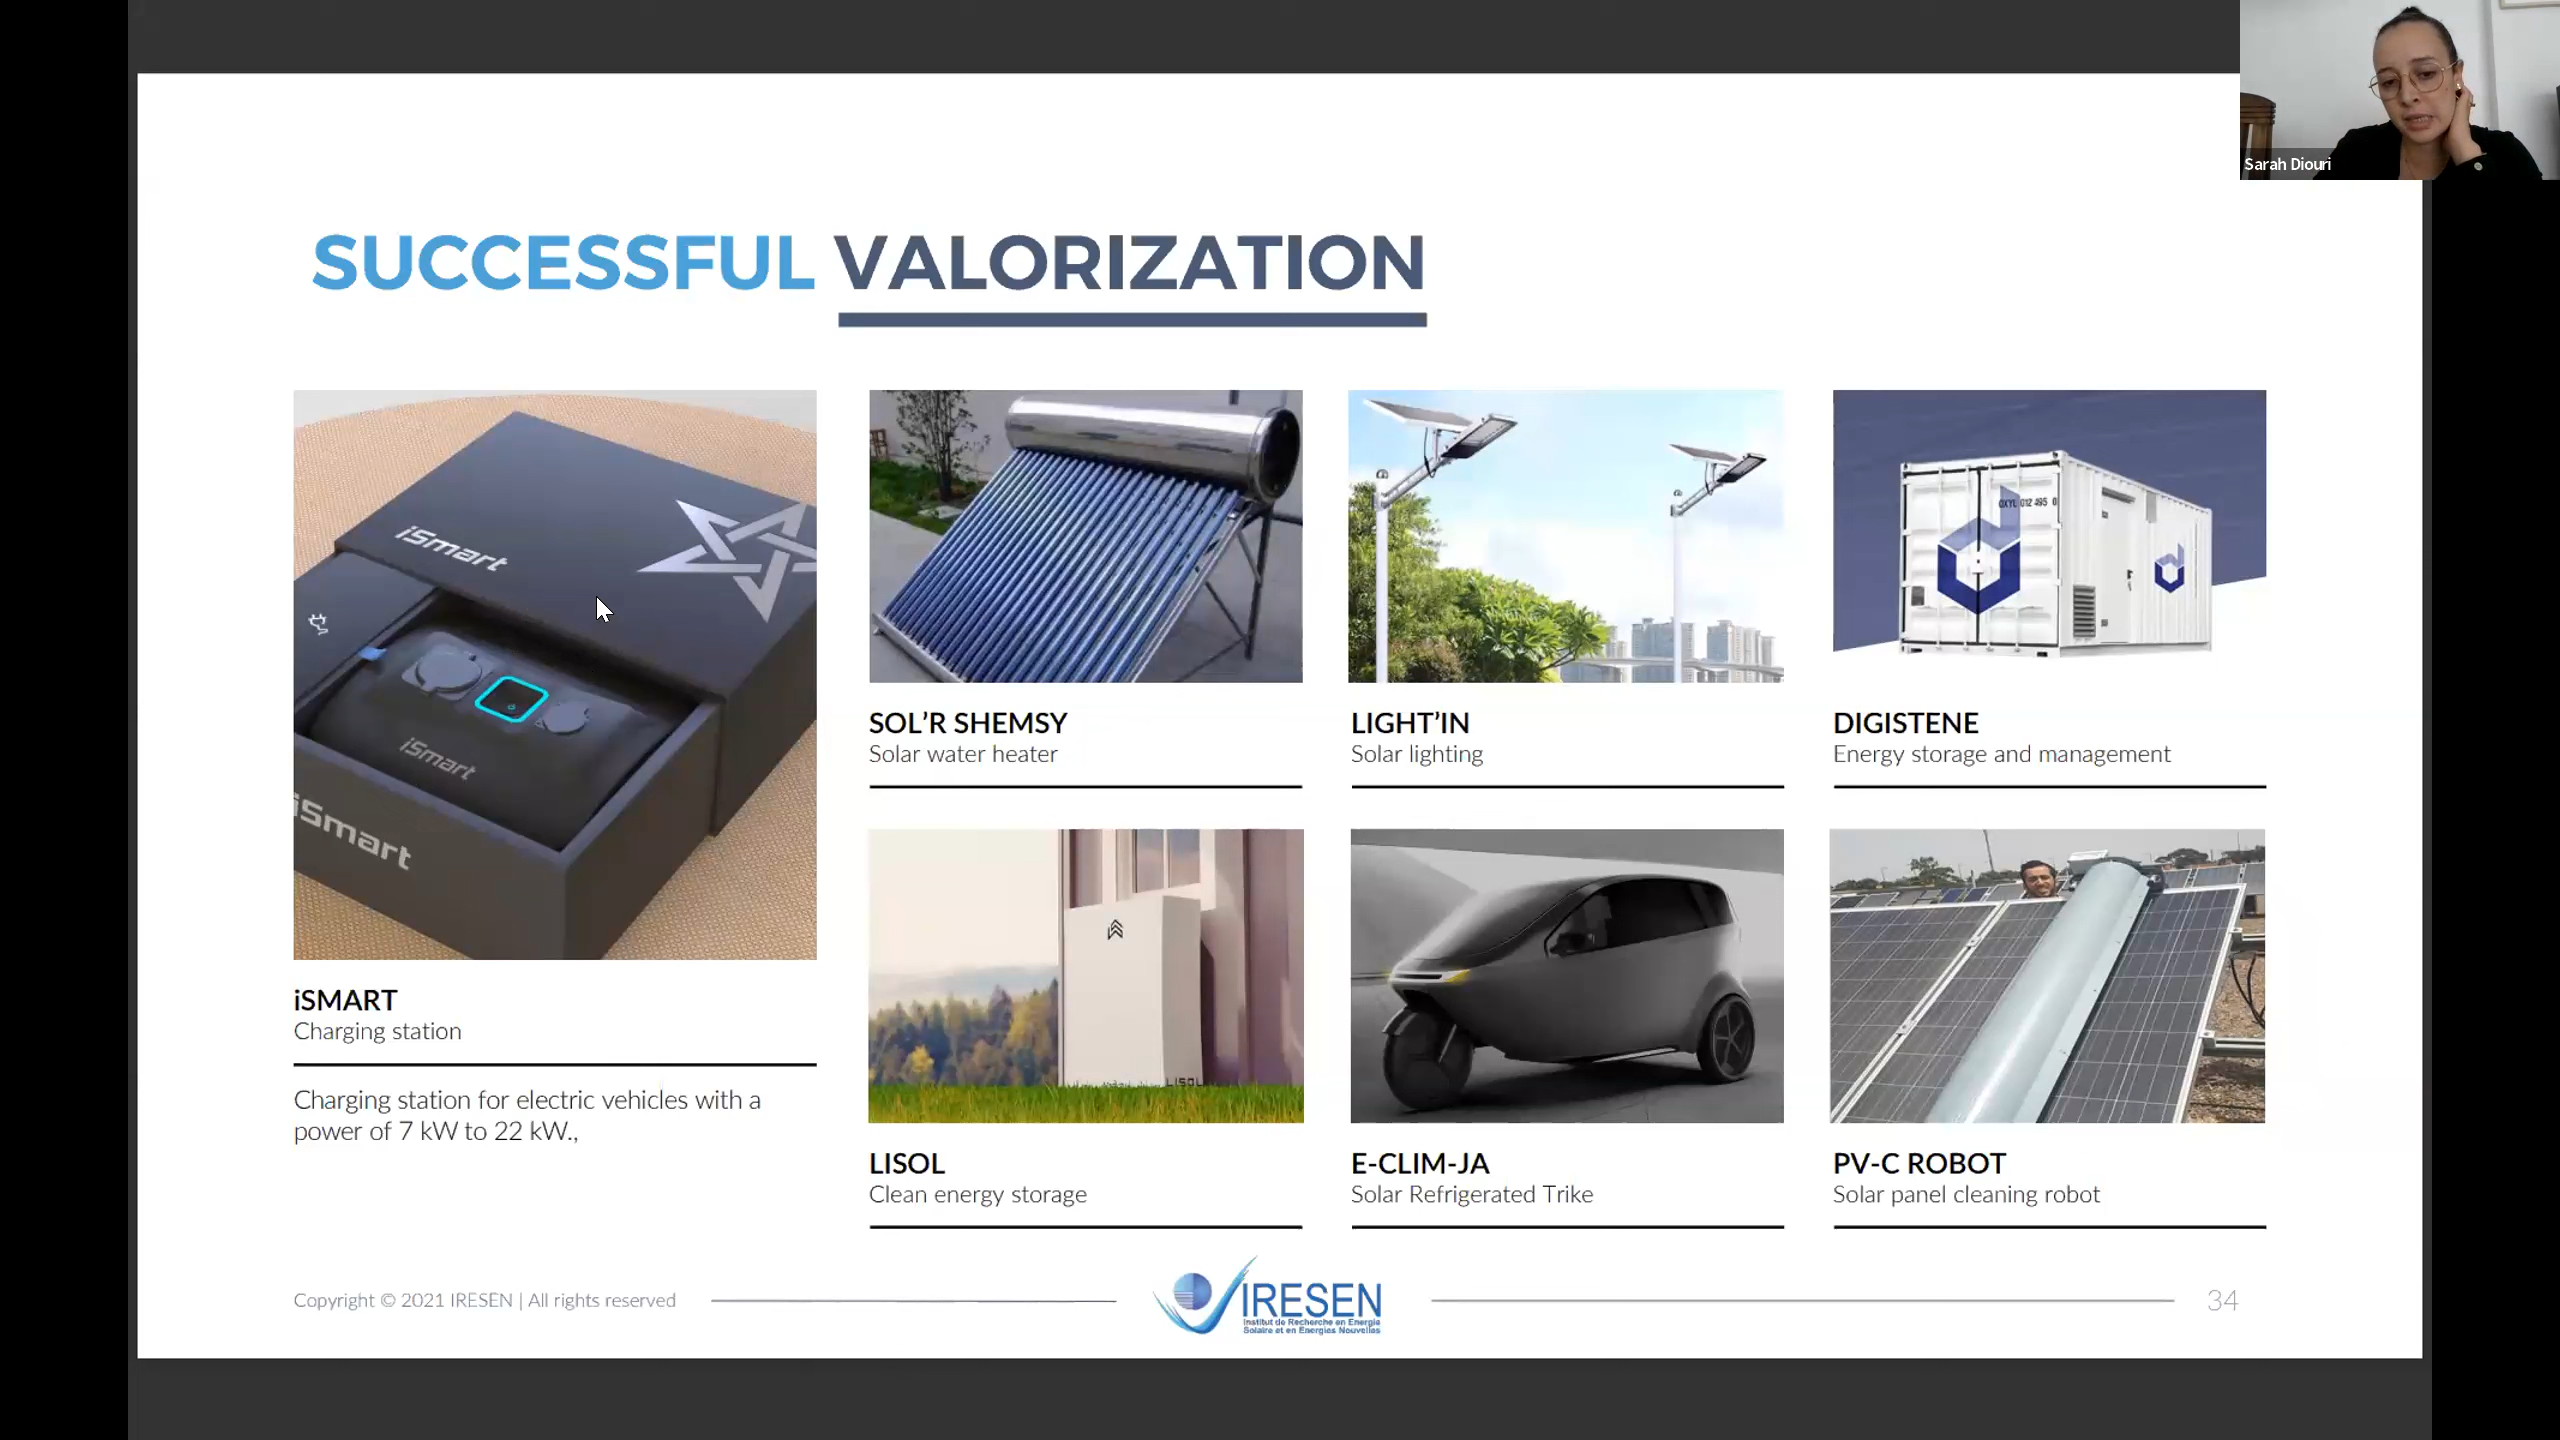 Sarah Diouri
SUCCESSFUL VALORIZATION
iSmart
iSmart
iSmart
iSMART
Charging station
Charging station for electric vehicles with a
power of 7 kW to 22 kW.,
SOL’R SHEMSY
Solar water heater
LIGHT’IN
Solar lighting
DIGISTENE
Energy storage and management
LISOL
LISOL
Clean energy storage
E-CLIM-JA
Solar Refrigerated Trike
PV-C ROBOT
Solar panel cleaning robot
Copyright © 2021 IRESEN | All rights reserved
IRESEN
Institut de Recherche en Energie
Solaire et en Energies Nouvelles
34